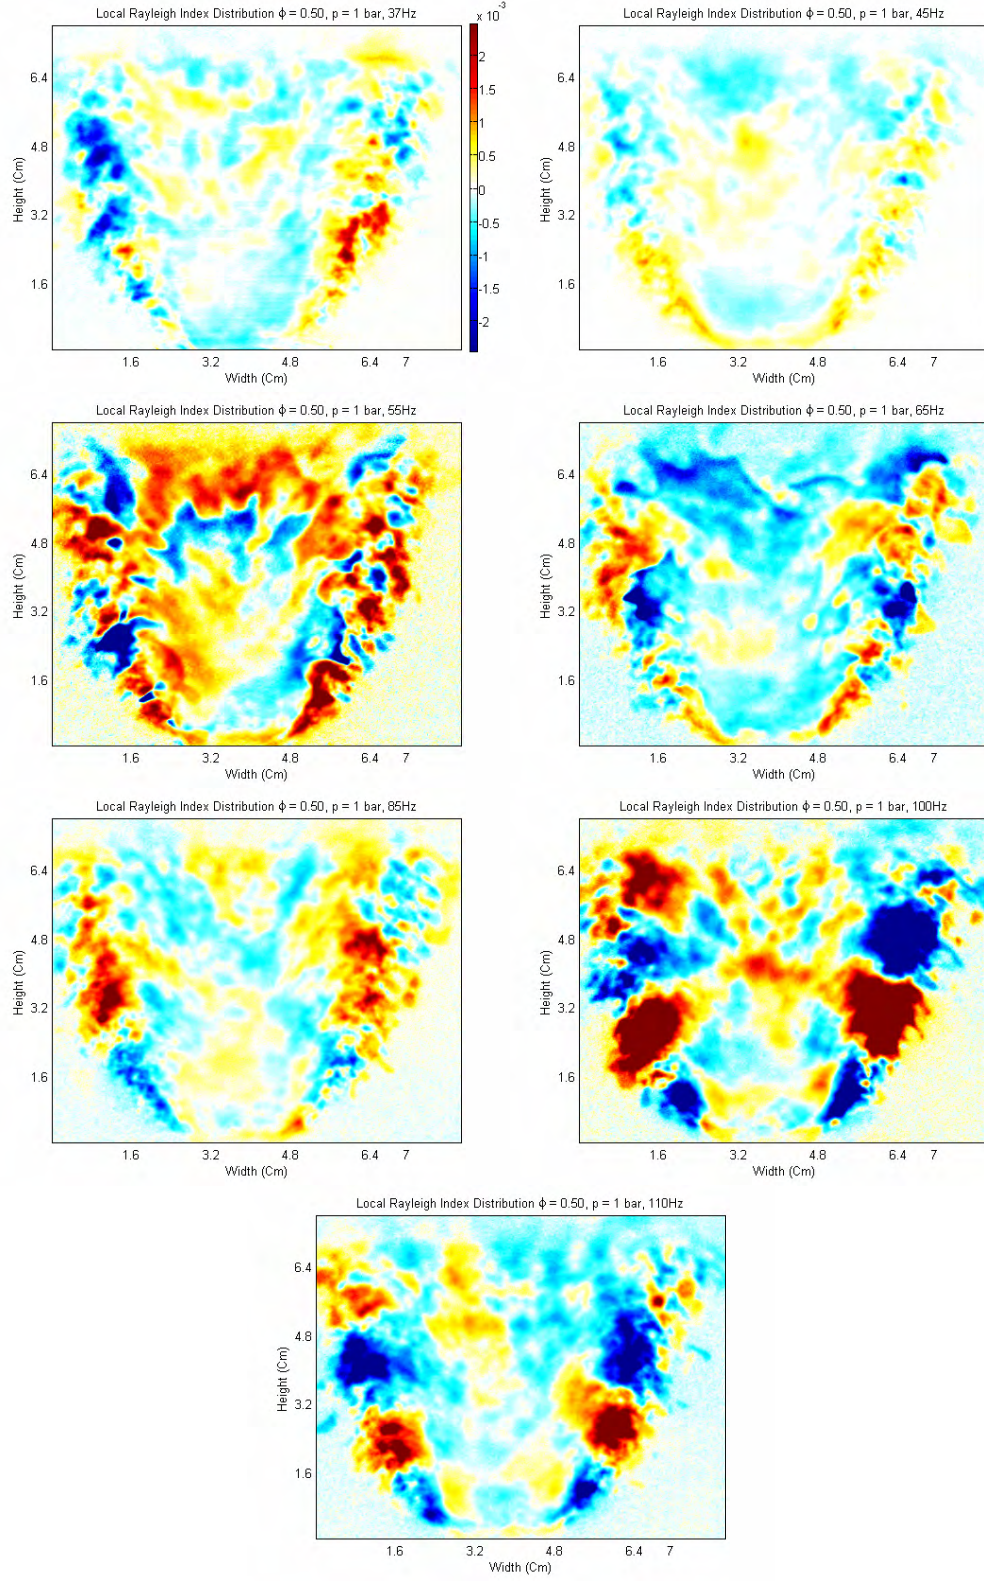 Local Rayleigh Index Distribution ϕ = 0.50, p = 1 bar, 37Hz
x 10⁻³
2
1.5
1
0.5
0
-0.5
-1
-1.5
-2
6.4
4.8
3.2
1.6
Height (Cm)
1.6 3.2 4.8 6.4 7
Width (Cm)
Local Rayleigh Index Distribution ϕ = 0.50, p = 1 bar, 45Hz
6.4
4.8
3.2
1.6
Height (Cm)
1.6 3.2 4.8 6.4 7
Width (Cm)
Local Rayleigh Index Distribution ϕ = 0.50, p = 1 bar, 55Hz
6.4
4.8
3.2
1.6
Height (Cm)
1.6 3.2 4.8 6.4 7
Width (Cm)
Local Rayleigh Index Distribution ϕ = 0.50, p = 1 bar, 65Hz
6.4
4.8
3.2
1.6
Height (Cm)
1.6 3.2 4.8 6.4 7
Width (Cm)
Local Rayleigh Index Distribution ϕ = 0.50, p = 1 bar, 85Hz
6.4
4.8
3.2
1.6
Height (Cm)
1.6 3.2 4.8 6.4 7
Width (Cm)
Local Rayleigh Index Distribution ϕ = 0.50, p = 1 bar, 100Hz
6.4
4.8
3.2
1.6
Height (Cm)
1.6 3.2 4.8 6.4 7
Width (Cm)
Local Rayleigh Index Distribution ϕ = 0.50, p = 1 bar, 110Hz
6.4
4.8
3.2
1.6
Height (Cm)
1.6 3.2 4.8 6.4 7
Width (Cm)